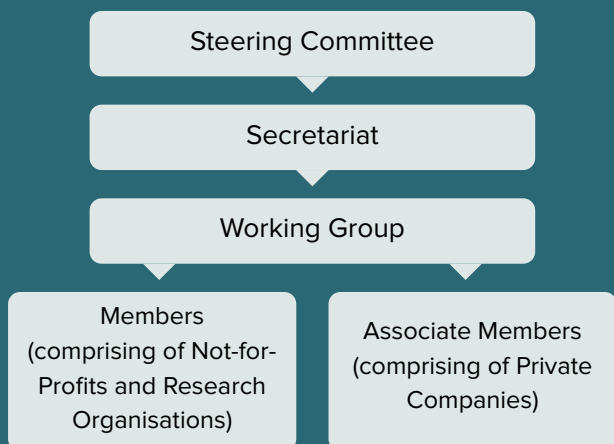 Steering Committee
Secretariat
Working Group
Members
(comprising of Not-for-
Profits and Research
Organisations)
Associate Members
(comprising of Private
Companies)